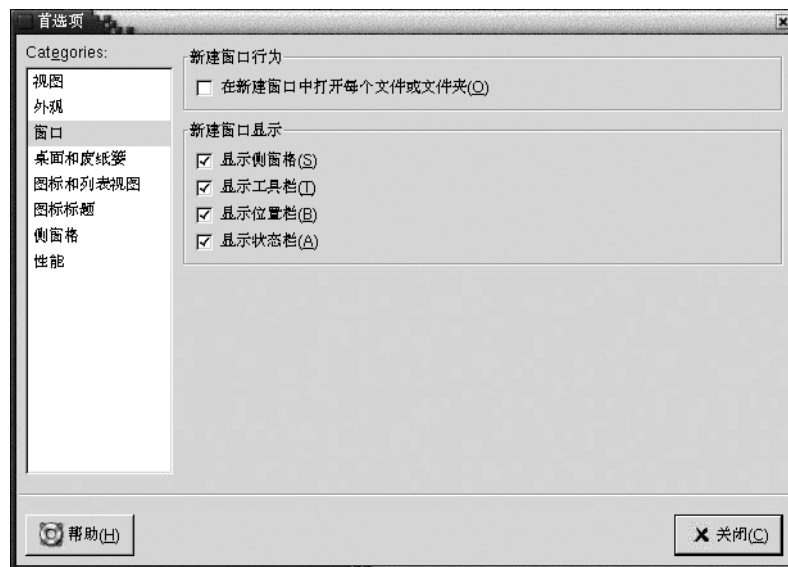 首选项
Categories:
视图
外观
窗口
桌面和废纸篓
图标和列表视图
图标标题
侧窗格
性能
新建窗口行为
在新建窗口中打开每个文件或文件夹(O)
新建窗口显示
显示侧窗格(S)
显示工具栏(T)
显示位置栏(B)
显示状态栏(A)
帮助(H)
关闭(C)